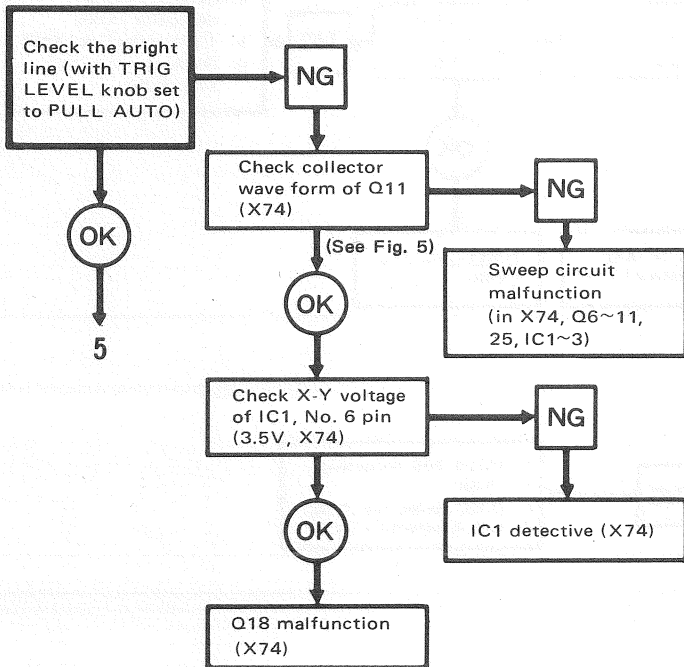 Check the bright
line (with TRIG
LEVEL knob set
to PULL AUTO)
NG
OK
5
Check collector
wave form of Q11
(X74)
NG
(See Fig. 5)
Sweep circuit
malfunction
(in X74, Q6~11,
25, IC1~3)
OK
Check X-Y voltage
of IC1, No. 6 pin
(3.5V, X74)
NG
IC1 detective (X74)
OK
Q18 malfunction
(X74)